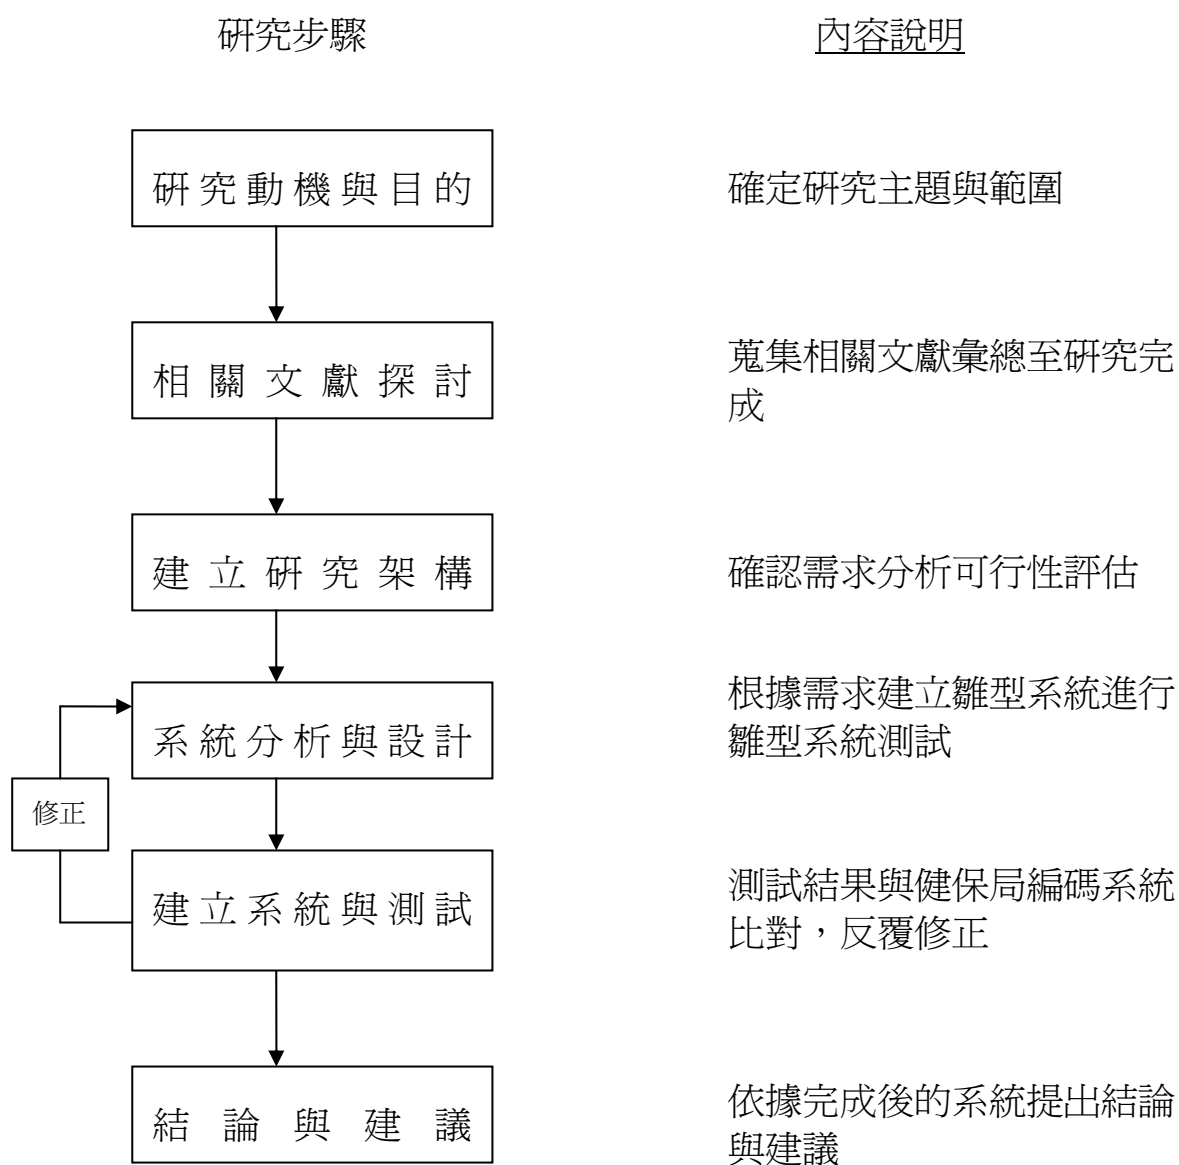 研究步驟
內容說明
研究動機與目的
確定研究主題與範圍
相關文獻探討
蒐集相關文獻彙總至研究完
成
建立研究架構
確認需求分析可行性評估
系統分析與設計
根據需求建立雛型系統進行
雛型系統測試
修正
建立系統與測試
測試結果與健保局編碼系統
比對，反覆修正
結論與建議
依據完成後的系統提出結論
與建議